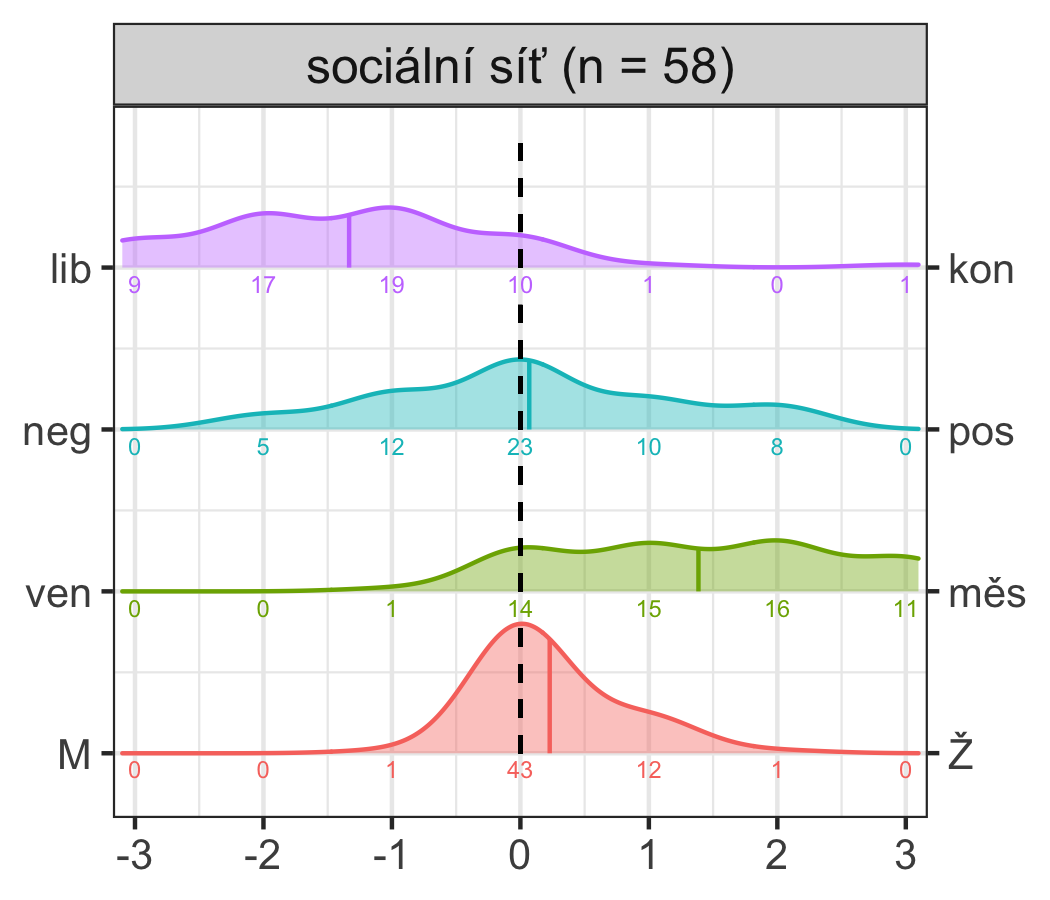 sociální síť (n = 58)
lib kon
9 17 19 10 1 0 1
neg pos
0 5 12 23 10 8 0
ven měs
0 0 1 14 15 16 11
M Ž
0 0 1 43 12 1 0
-3 -2 -1 0 1 2 3